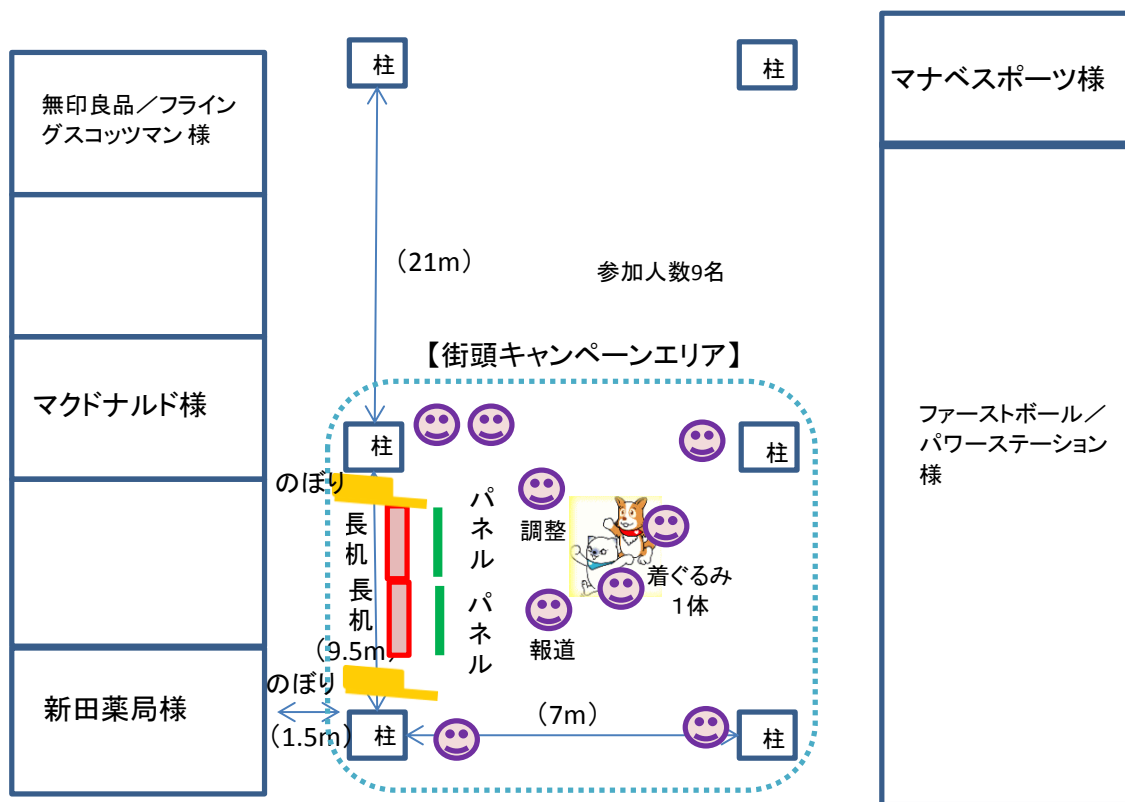 柱
柱
マナベスポーツ様
無印良品／フライン
グスコッツマン 様
（21m）
参加人数9名
【街頭キャンペーンエリア】
マクドナルド様
柱
柱
ファーストボール／
パワーステーション
様
のぼり
長机
パネル
調整
着ぐるみ
１体
長机
パネル
報道
（9.5m）
のぼり
新田薬局様
（1.5m）
柱
（7m）
柱